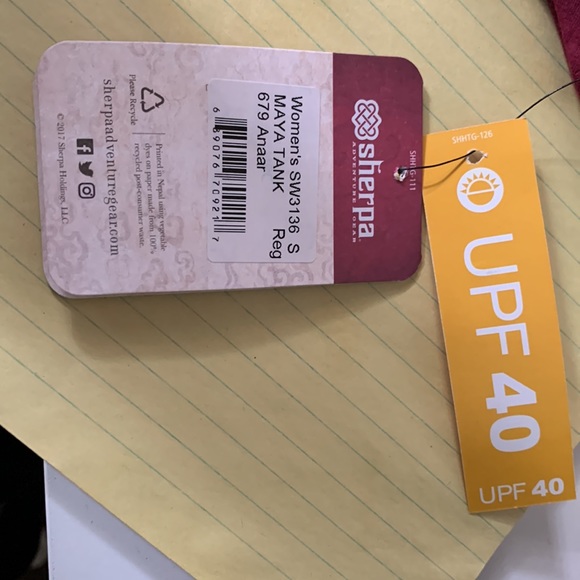 SHHTG-111
sherpa
ADVENTURE GEAR
Women's SW3136 S
MAYA TANK Reg
679 Anaar
Please Recycle
Printed in Nepal using vegetable
dyes on paper made from 100%
recycled post-consumer waste.
sherpaadventuregear.com
© 2017 Sherpa Holdings, LLC
SHHTG-126
UPF 40
UPF 40